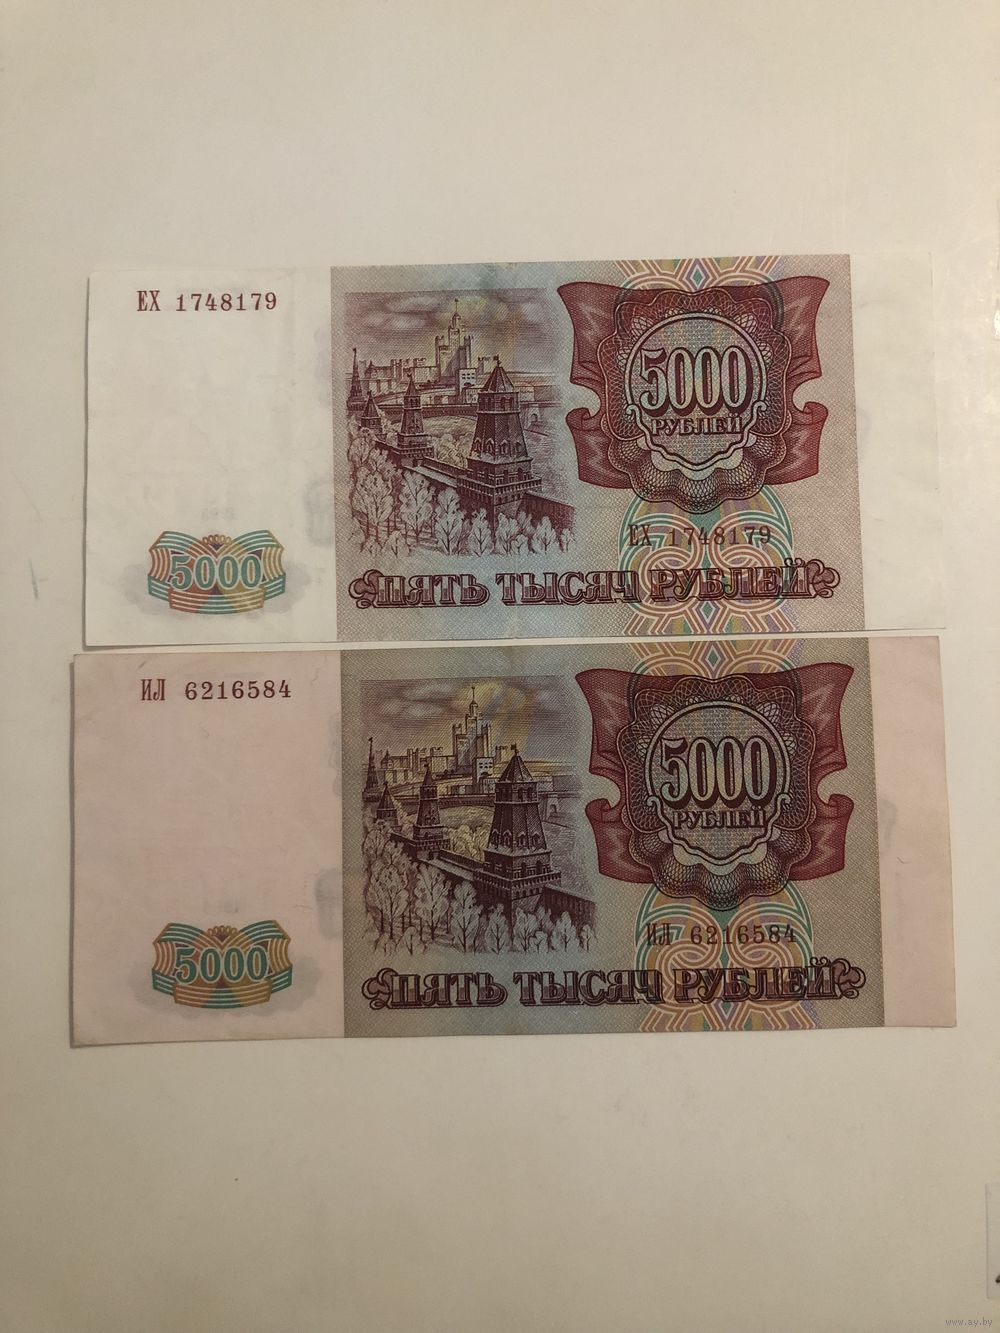 ЕХ 1748179
5000
РУБЛЕЙ
ЕХ 1748179
5000
ПЯТЬ ТЫСЯЧ РУБЛЕЙ
ИЛ 6216584
5000
РУБЛЕЙ
ИЛ 6216584
5000
ПЯТЬ ТЫСЯЧ РУБЛЕЙ
www.ay.by